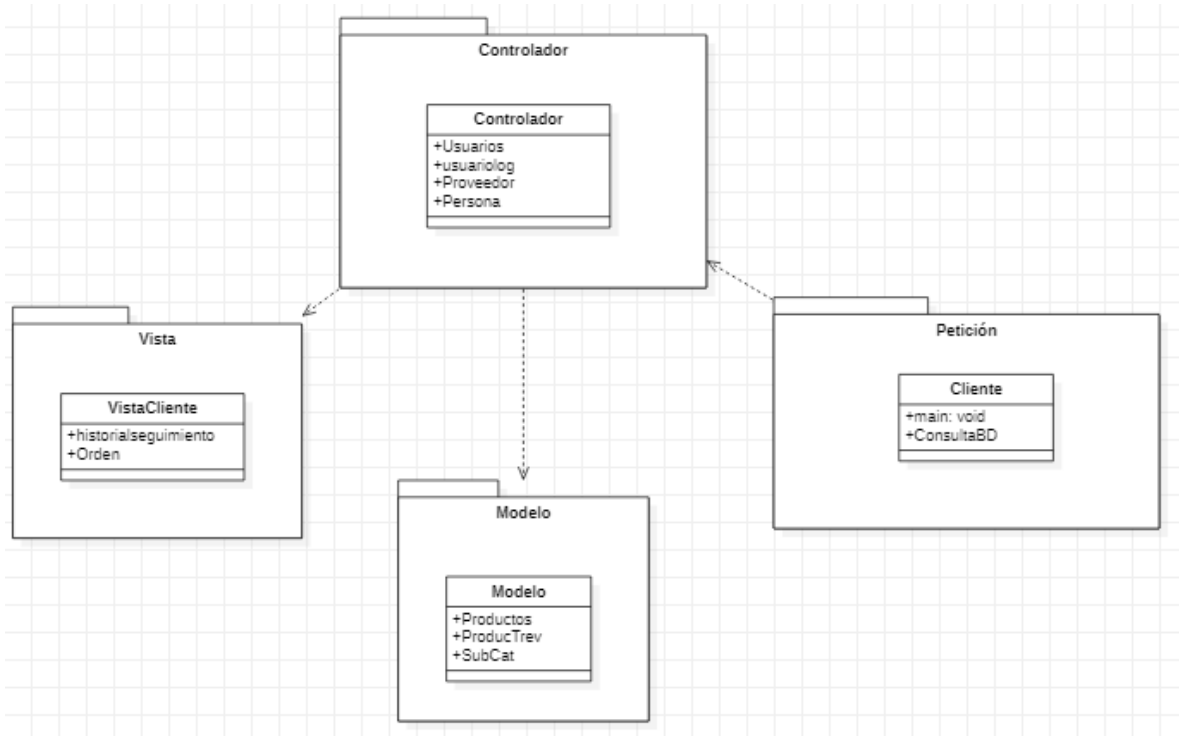 Controlador
Controlador
+Usuarios
+usuariolog
+Proveedor
+Persona
Vista
VistaCliente
+historialseguimiento
+Orden
Petición
Cliente
+main: void
+ConsultaBD
Modelo
Modelo
+Productos
+ProducTrev
+SubCat